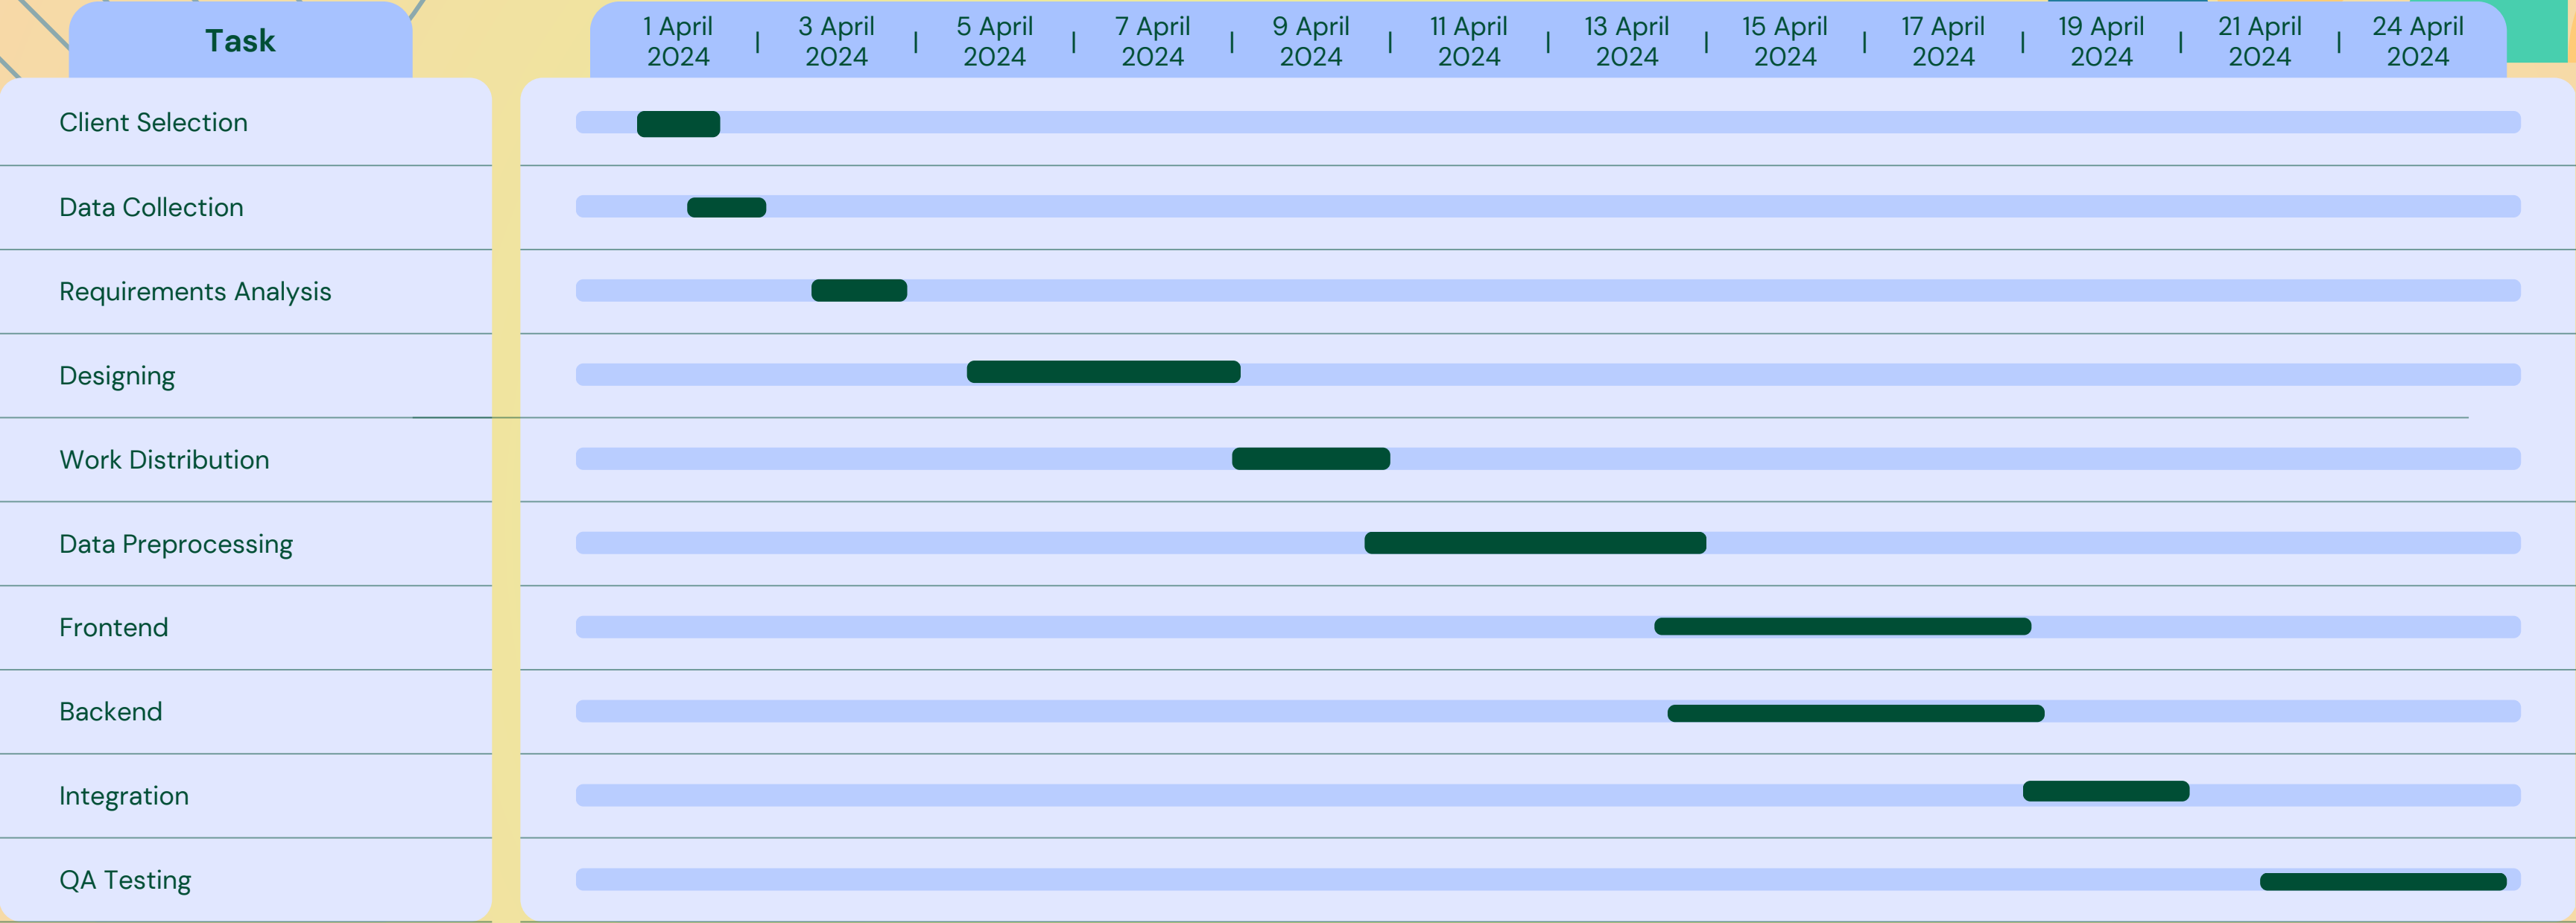 Task
1 April 2024 | 3 April 2024 | 5 April 2024 | 7 April 2024 | 9 April 2024 | 11 April 2024 | 13 April 2024 | 15 April 2024 | 17 April 2024 | 19 April 2024 | 21 April 2024 | 24 April 2024
Client Selection
Data Collection
Requirements Analysis
Designing
Work Distribution
Data Preprocessing
Frontend
Backend
Integration
QA Testing